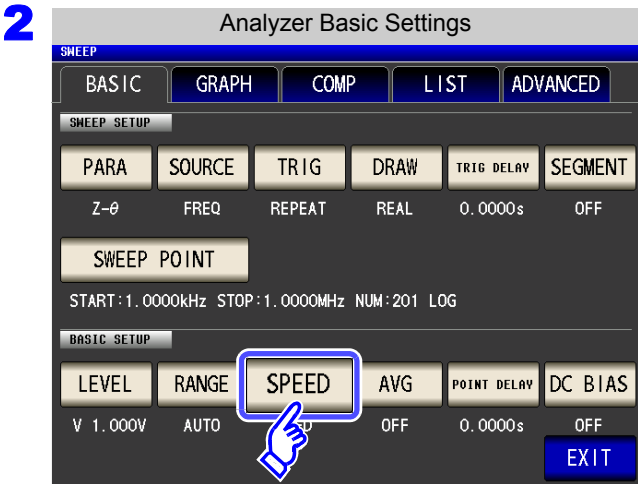 2
Analyzer Basic Settings
SWEEP
BASIC GRAPH COMP LIST ADVANCED
SWEEP SETUP
PARA SOURCE TRIG DRAW TRIG DELAY SEGMENT
Z-θ FREQ REPEAT REAL 0.0000s OFF
SWEEP POINT
START:1.0000kHz STOP:1.0000MHz NUM:201 LOG
BASIC SETUP
LEVEL RANGE SPEED AVG POINT DELAY DC BIAS
V 1.000V AUTO OFF 0.0000s OFF
EXIT